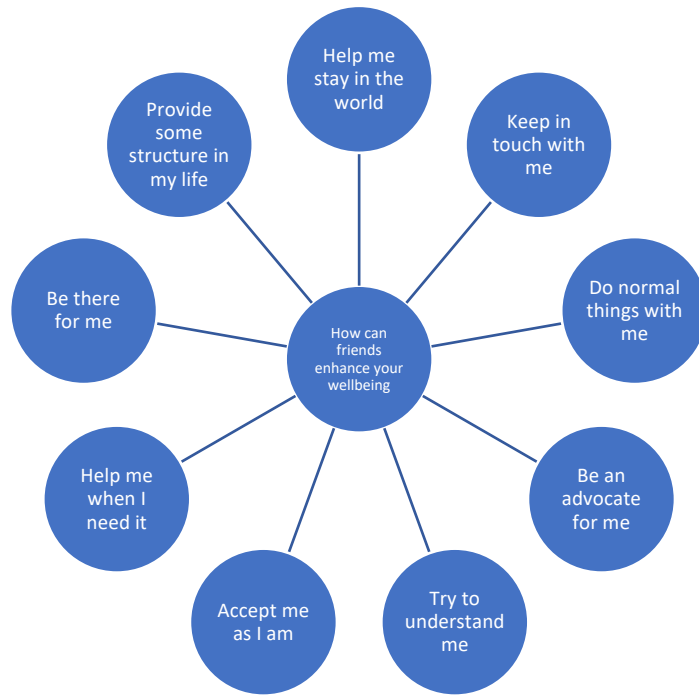 Help me
stay in the
world
Keep in
touch with
me
Do normal
things with
me
Be an
advocate
for me
Try to
understand
me
Accept me
as I am
Help me
when I
need it
Be there
for me
Provide
some
structure in
my life
How can
friends
enhance your
wellbeing